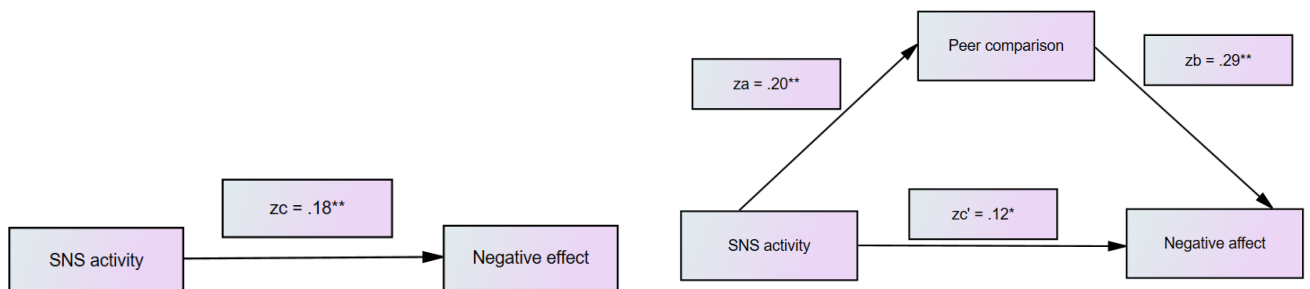 zc = .18**
SNS activity
Negative effect
Peer comparison
za = .20**
zb = .29**
zc' = .12*
SNS activity
Negative affect